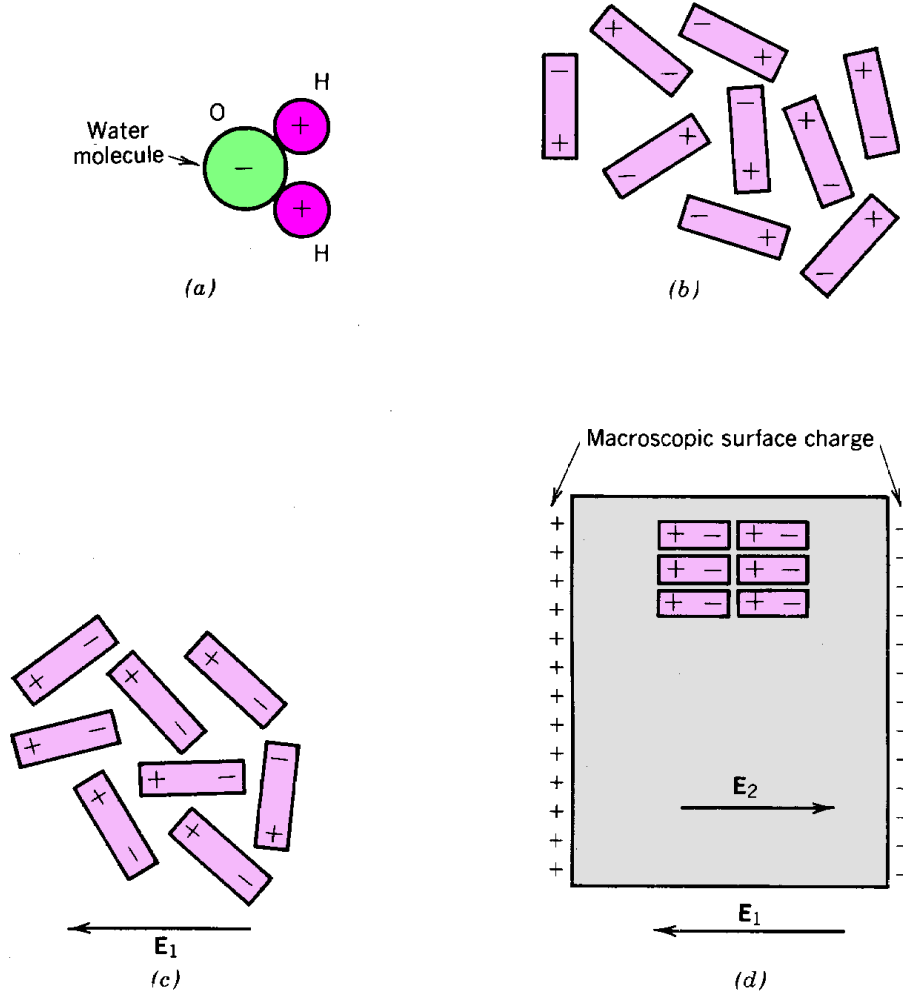 H
O
Water
molecule
+
−
+
H
(a)
(b)
Macroscopic surface charge
E₂
E₁
E₁
(c)
(d)